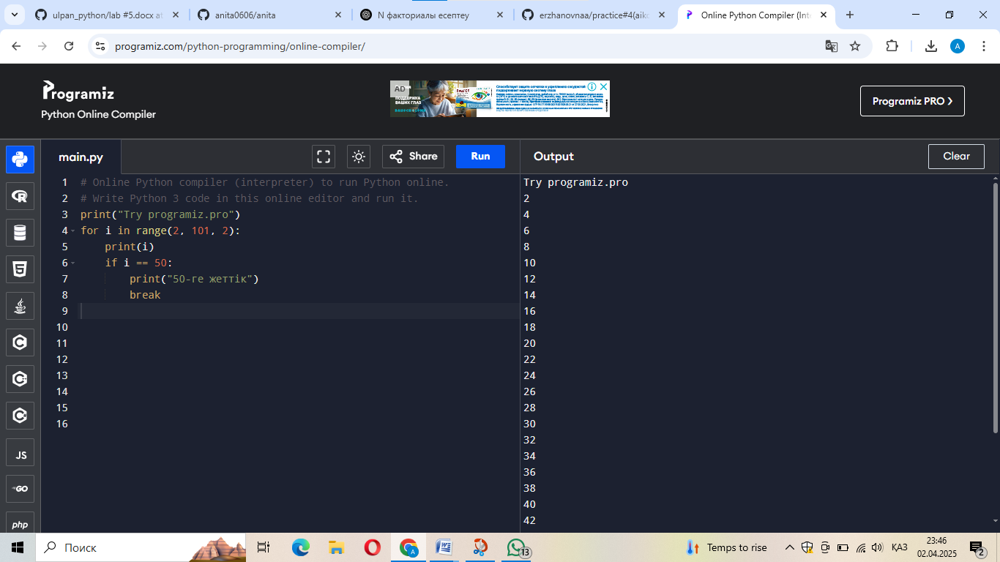 ulpan_python/lab #5.docx at
anita0606/anita
N факториалы есептеу
erzhanovnaa/practice#4(aiko
Online Python Compiler (Inte
programiz.com/python-programming/online-compiler/
A
Programiz
Python Online Compiler
AD
ПОДДЕРЖКА
ВАШИХ ГЛАЗ
Programiz PRO
main.py
Share
Run
Output
Clear
1 # Online Python compiler (interpreter) to run Python online.
2 # Write Python 3 code in this online editor and run it.
3 print("Try programiz.pro")
4 for i in range(2, 101, 2):
5     print(i)
6     if i == 50:
7         print("50-ге жеттік")
8         break
9
10
11
12
13
14
15
16
Try programiz.pro
2
4
6
8
10
12
14
16
18
20
22
24
26
28
30
32
34
36
38
40
42
JS
GO
php
Поиск
A
13
Temps to rise
ҚАЗ
23:46
02.04.2025
2